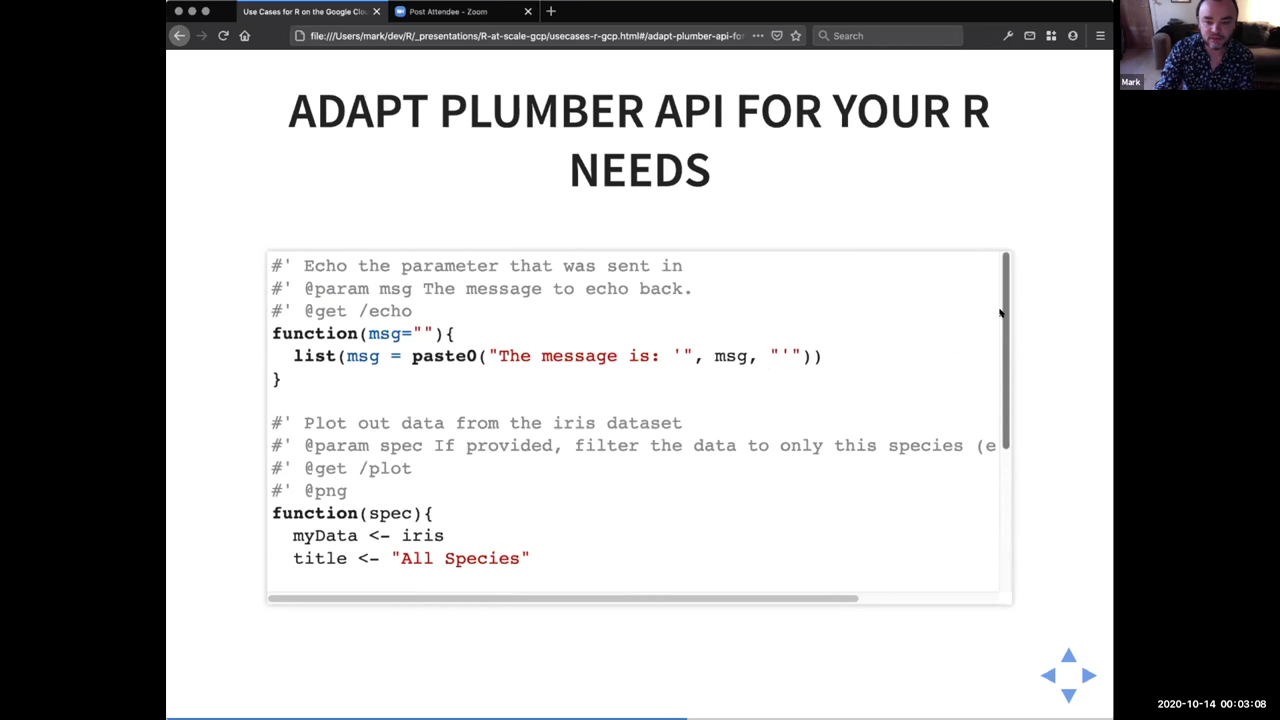 Use Cases for R on the Google Clou
Post Attendee - Zoom
file:///Users/mark/dev/R/_presentations/R-at-scale-gcp/usecases-r-gcp.html#/adapt-plumber-api-fo
Search
Mark
ADAPT PLUMBER API FOR YOUR R
NEEDS
#' Echo the parameter that was sent in
#' @param msg The message to echo back.
#' @get /echo
function(msg=""){
  list(msg = paste0("The message is: '", msg, "'"))
}
#' Plot out data from the iris dataset
#' @param spec If provided, filter the data to only this species (e
#' @get /plot
#' @png
function(spec){
  myData <- iris
  title <- "All Species"
2020-10-14 00:03:08